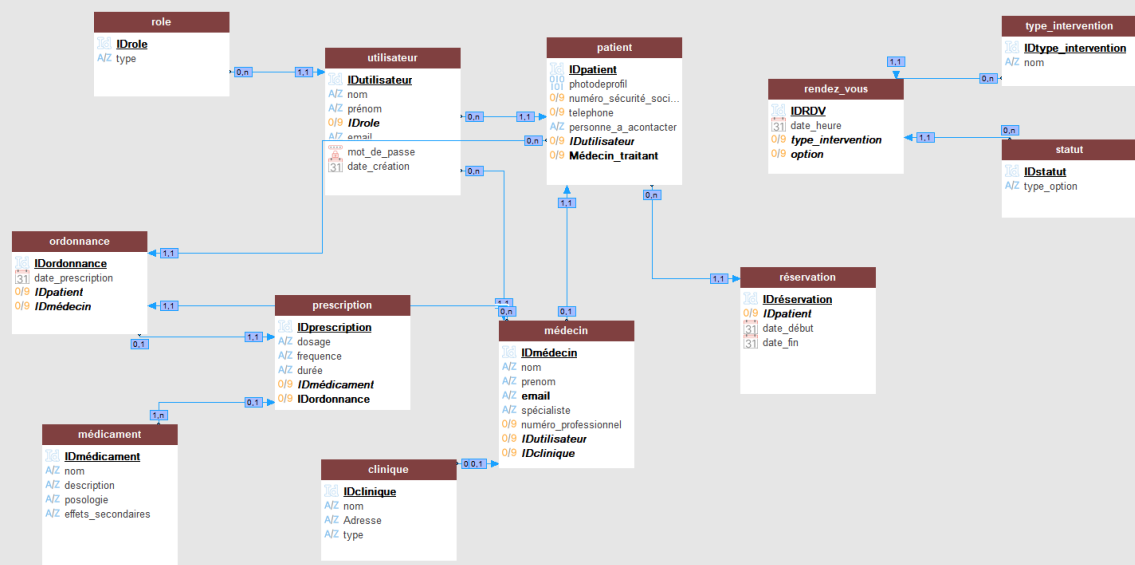 role
IDrole
type
0,n
1,1
utilisateur
IDutilisateur
nom
prénom
IDrole
email
mot_de_passe
date_création
0,n
1,1
0,n
0,n
patient
IDpatient
photodeprofil
numéro_sécurité_soci...
telephone
personne_a_acontacter
IDutilisateur
Médecin_traitant
1,1
0,n
1,1
type_intervention
IDtype_intervention
nom
1,1
0,n
rendez_vous
IDRDV
date_heure
type_intervention
option
1,1
0,n
statut
IDstatut
type_option
ordonnance
IDordonnance
date_prescription
IDpatient
IDmédecin
1,1
1,1
0,1
1,1
prescription
IDprescription
dosage
frequence
durée
IDmédicament
IDordonnance
0,1
1,n
0,n
0,1
médecin
IDmédecin
nom
prenom
email
spécialiste
numéro_professionnel
IDutilisateur
IDclinique
réservation
IDréservation
IDpatient
date_début
date_fin
médicament
IDmédicament
nom
description
posologie
effets_secondaires
clinique
IDclinique
nom
Adresse
type
0,1